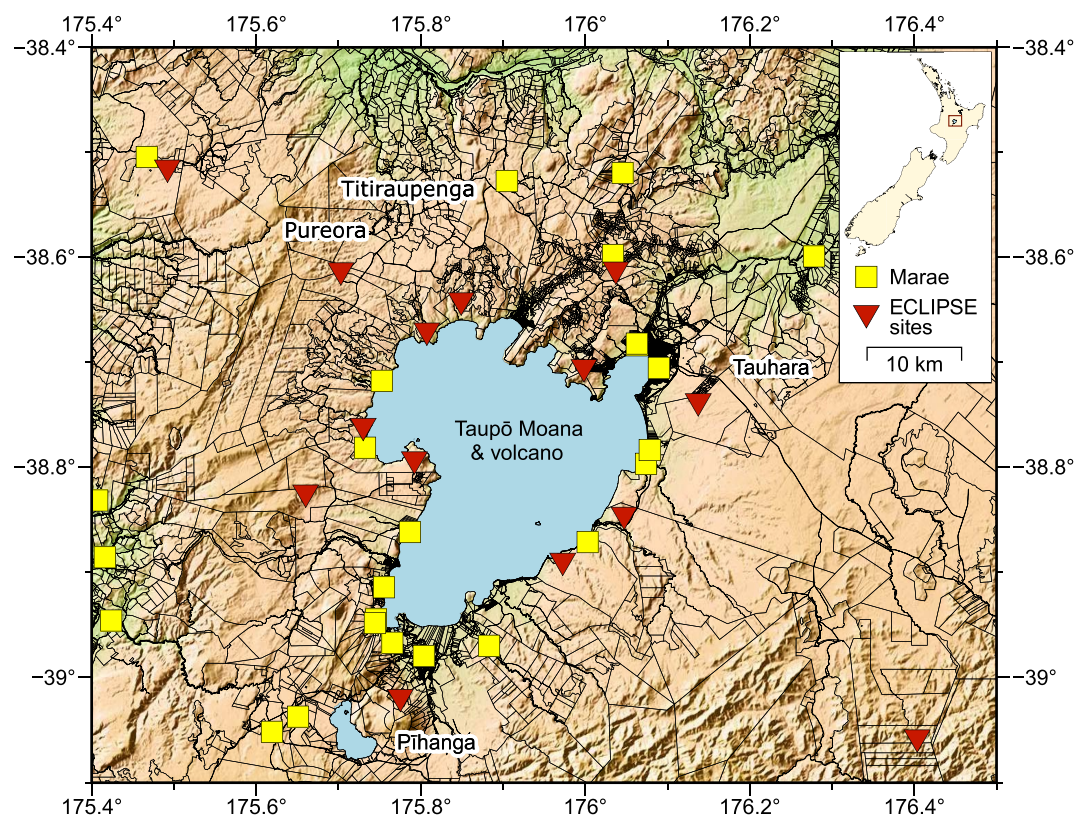 175.4° 175.6° 175.8° 176° 176.2° 176.4°
−38.4° −38.4°
Titiraupenga
Pureora
−38.6° −38.6°
Marae
ECLIPSE
sites
10 km
Tauhara
Taupō Moana
& volcano
−38.8° −38.8°
−39° −39°
Pīhanga
175.4° 175.6° 175.8° 176° 176.2° 176.4°